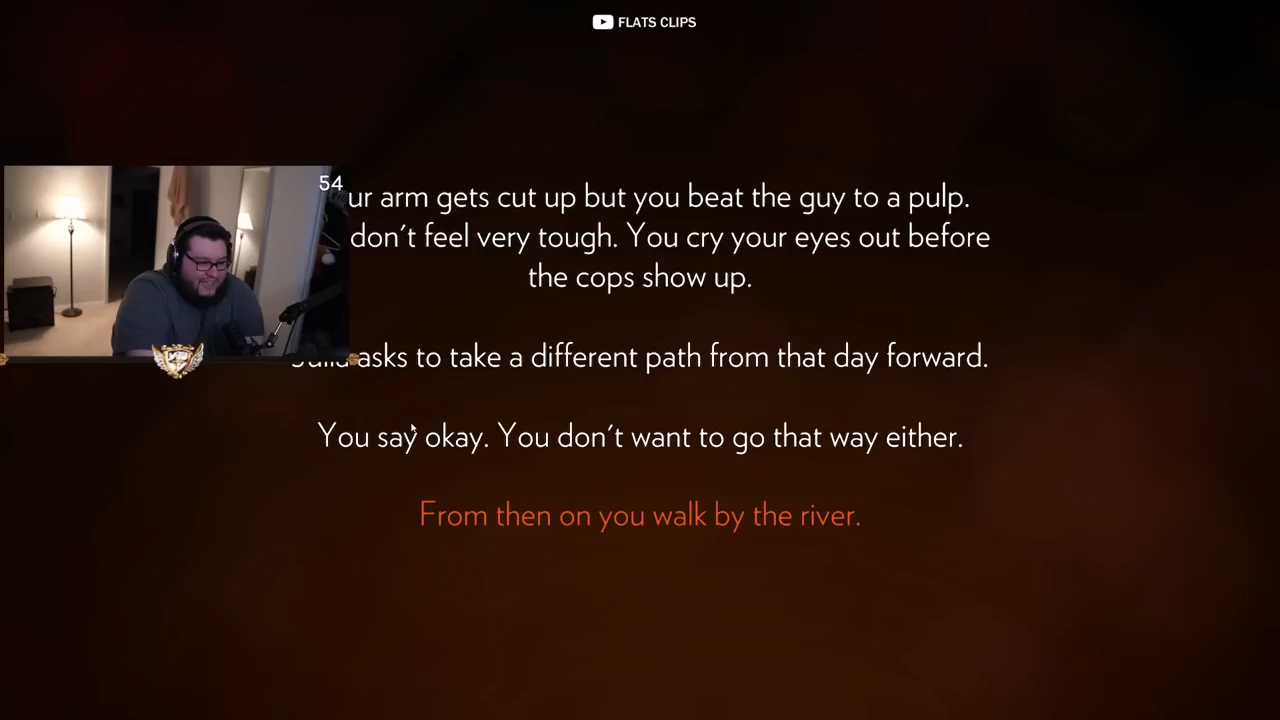 FLATS CLIPS
54
ur arm gets cut up but you beat the guy to a pulp.
don't feel very tough. You cry your eyes out before
the cops show up.
asks to take a different path from that day forward.
You say okay. You don't want to go that way either.
From then on you walk by the river.